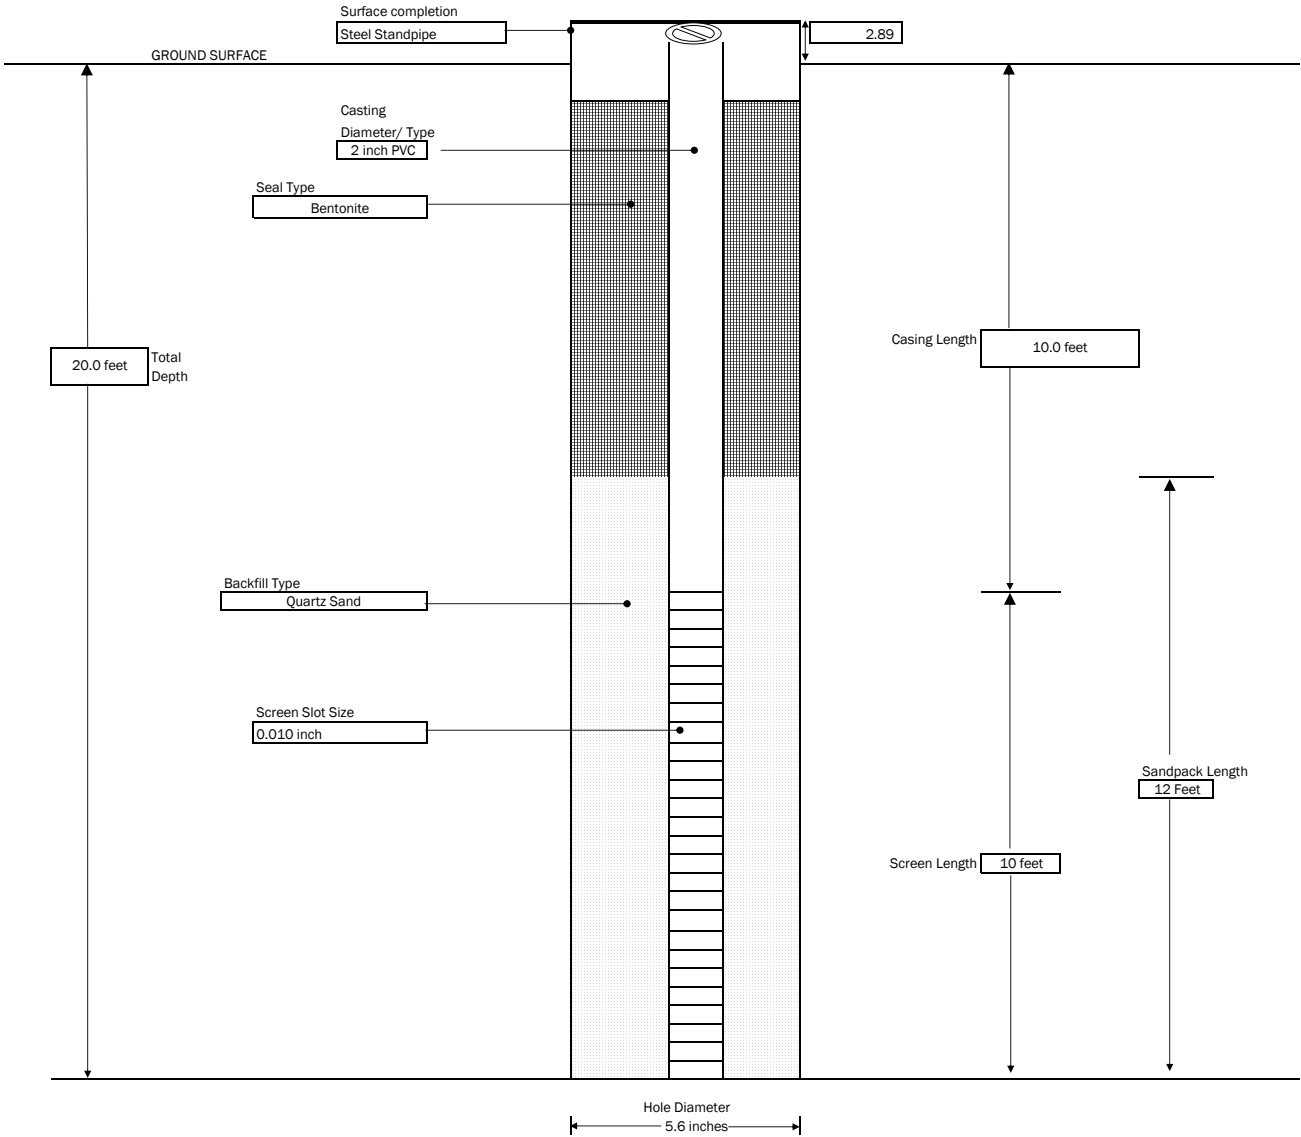 Surface completion
Steel Standpipe
2.89
GROUND SURFACE
Casting
Diameter/ Type
2 inch PVC
Seal Type
Bentonite
Casing Length
10.0 feet
20.0 feet
Total
Depth
Backfill Type
Quartz Sand
Screen Slot Size
0.010 inch
Sandpack Length
12 Feet
Screen Length
10 feet
Hole Diameter
5.6 inches